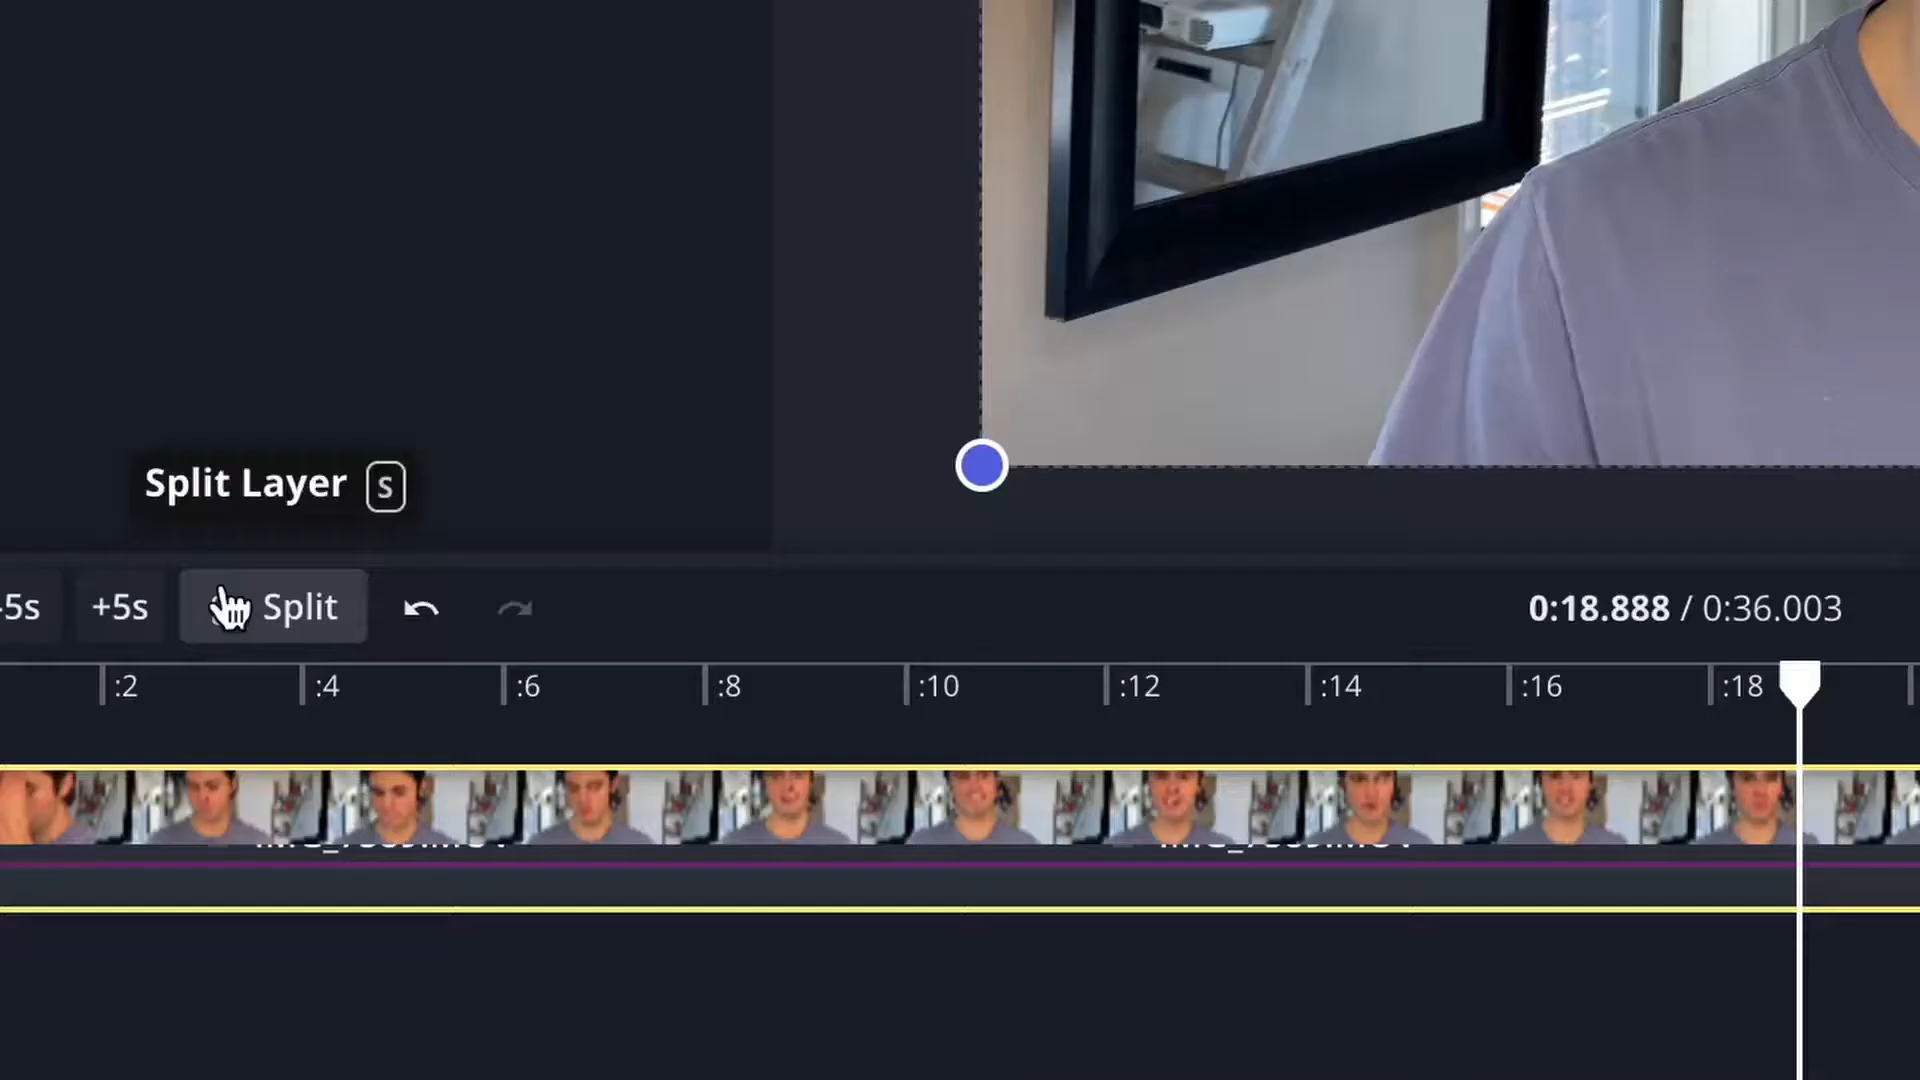 Split Layer S
-5s +5s Split 0:18.888 / 0:36.003
:2 :4 :6 :8 :10 :12 :14 :16 :18